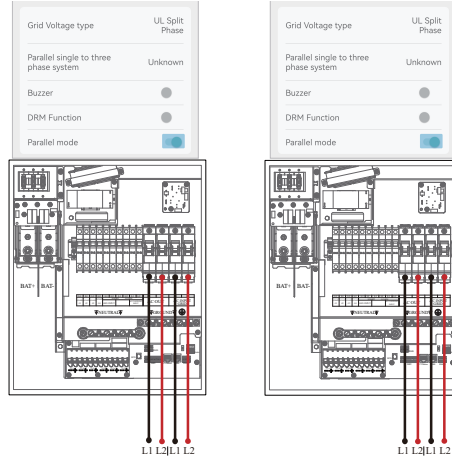 Grid Voltage type
UL Split
Phase
Parallel single to three
phase system
Unknown
Buzzer
DRM Function
Parallel mode
BAT+
BAT-
NEUTRAL
GROUND
L1 L2 L1 L2
Grid Voltage type
UL Split
Phase
Parallel single to three
phase system
Unknown
Buzzer
DRM Function
Parallel mode
BAT+
BAT-
NEUTRAL
GROUND
L1 L2 L1 L2